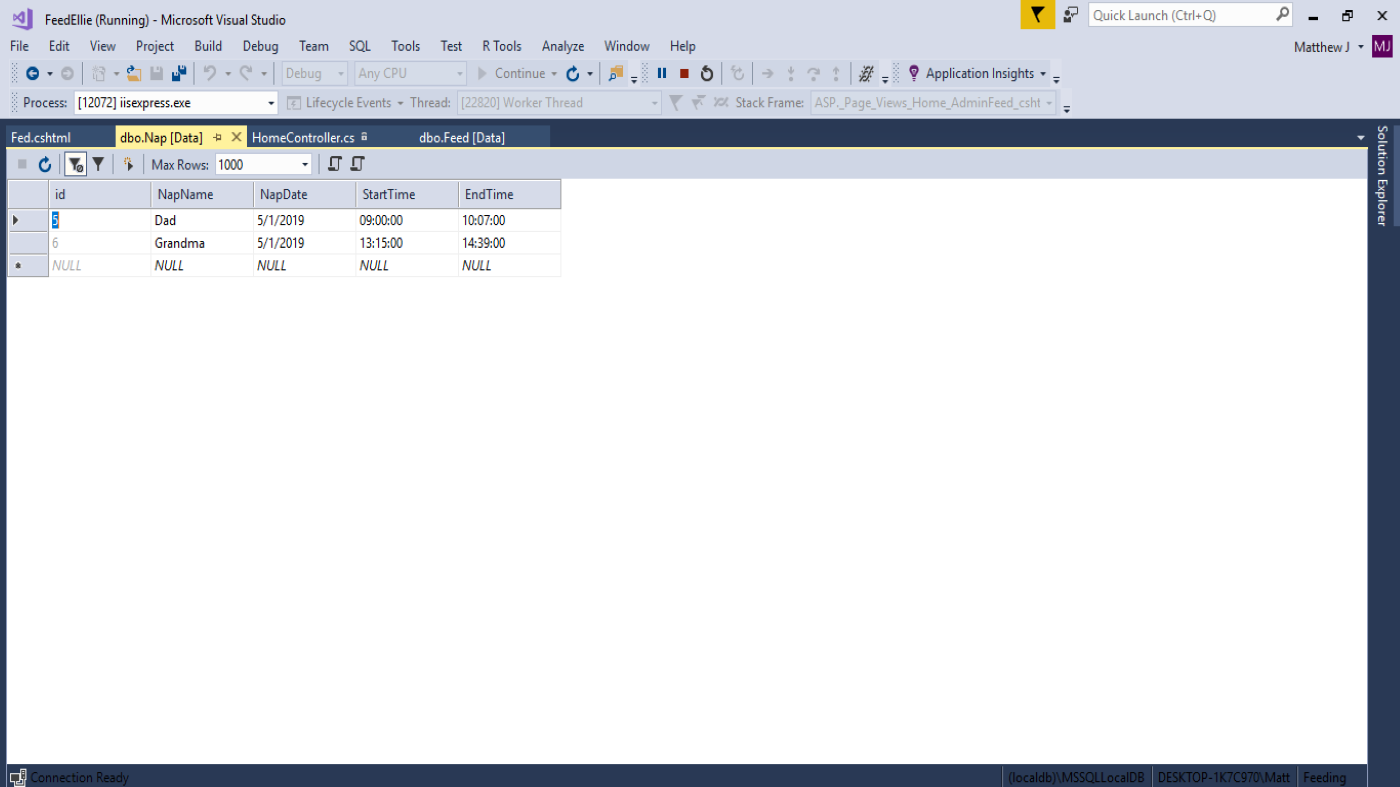 FeedEllie (Running) - Microsoft Visual Studio
Quick Launch (Ctrl+Q)
File Edit View Project Build Debug Team SQL Tools Test R Tools Analyze Window Help
Matthew J MJ
Debug Any CPU Continue Application Insights
Process: [12072] iisexpress.exe Lifecycle Events Thread: [22820] Worker Thread Stack Frame: ASP._Page_Views_Home_AdminFeed_csht
Fed.cshtml dbo.Nap [Data] HomeController.cs dbo.Feed [Data]
Solution Explorer
Max Rows: 1000
id NapName NapDate StartTime EndTime
5 Dad 5/1/2019 09:00:00 10:07:00
6 Grandma 5/1/2019 13:15:00 14:39:00
NULL NULL NULL NULL NULL
Connection Ready (localdb)\MSSQLLocalDB DESKTOP-1K7C970\Matt Feeding